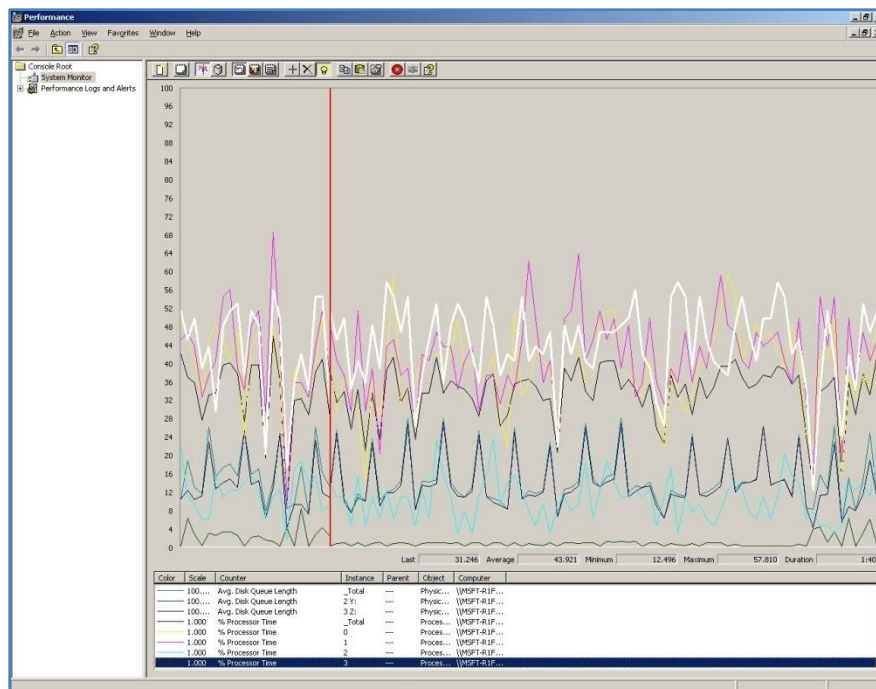 Performance
File Action View Favorites Window Help
Console Root
System Monitor
Performance Logs and Alerts
100
96
92
88
84
80
76
72
68
64
60
56
52
48
44
40
36
32
28
24
20
16
12
8
4
0
Last 31.246 Average 43.921 Minimum 12.496 Maximum 57.810 Duration 1:40
Color Scale Counter Instance Parent Object Computer
100.... Avg. Disk Queue Length _Total --- Physic... \\MSFT-R1F...
100.... Avg. Disk Queue Length 2 Y: --- Physic... \\MSFT-R1F...
100.... Avg. Disk Queue Length 3 Z: --- Physic... \\MSFT-R1F...
1.000 % Processor Time _Total --- Proces... \\MSFT-R1F...
1.000 % Processor Time 0 --- Proces... \\MSFT-R1F...
1.000 % Processor Time 1 --- Proces... \\MSFT-R1F...
1.000 % Processor Time 2 --- Proces... \\MSFT-R1F...
1.000 % Processor Time 3 --- Proces... \\MSFT-R1F...